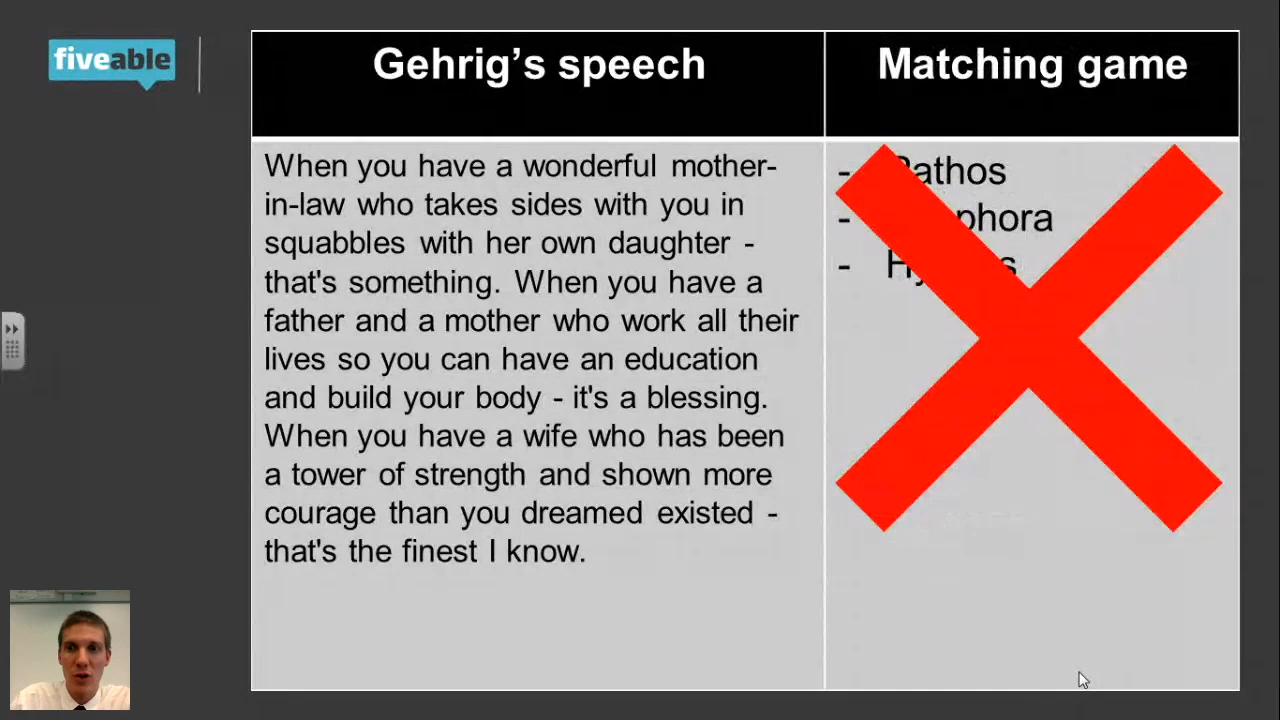 fiveable
Gehrig’s speech
Matching game
When you have a wonderful mother-
in-law who takes sides with you in
squabbles with her own daughter -
that's something. When you have a
father and a mother who work all their
lives so you can have an education
and build your body - it's a blessing.
When you have a wife who has been
a tower of strength and shown more
courage than you dreamed existed -
that's the finest I know.
- Pathos
-
-